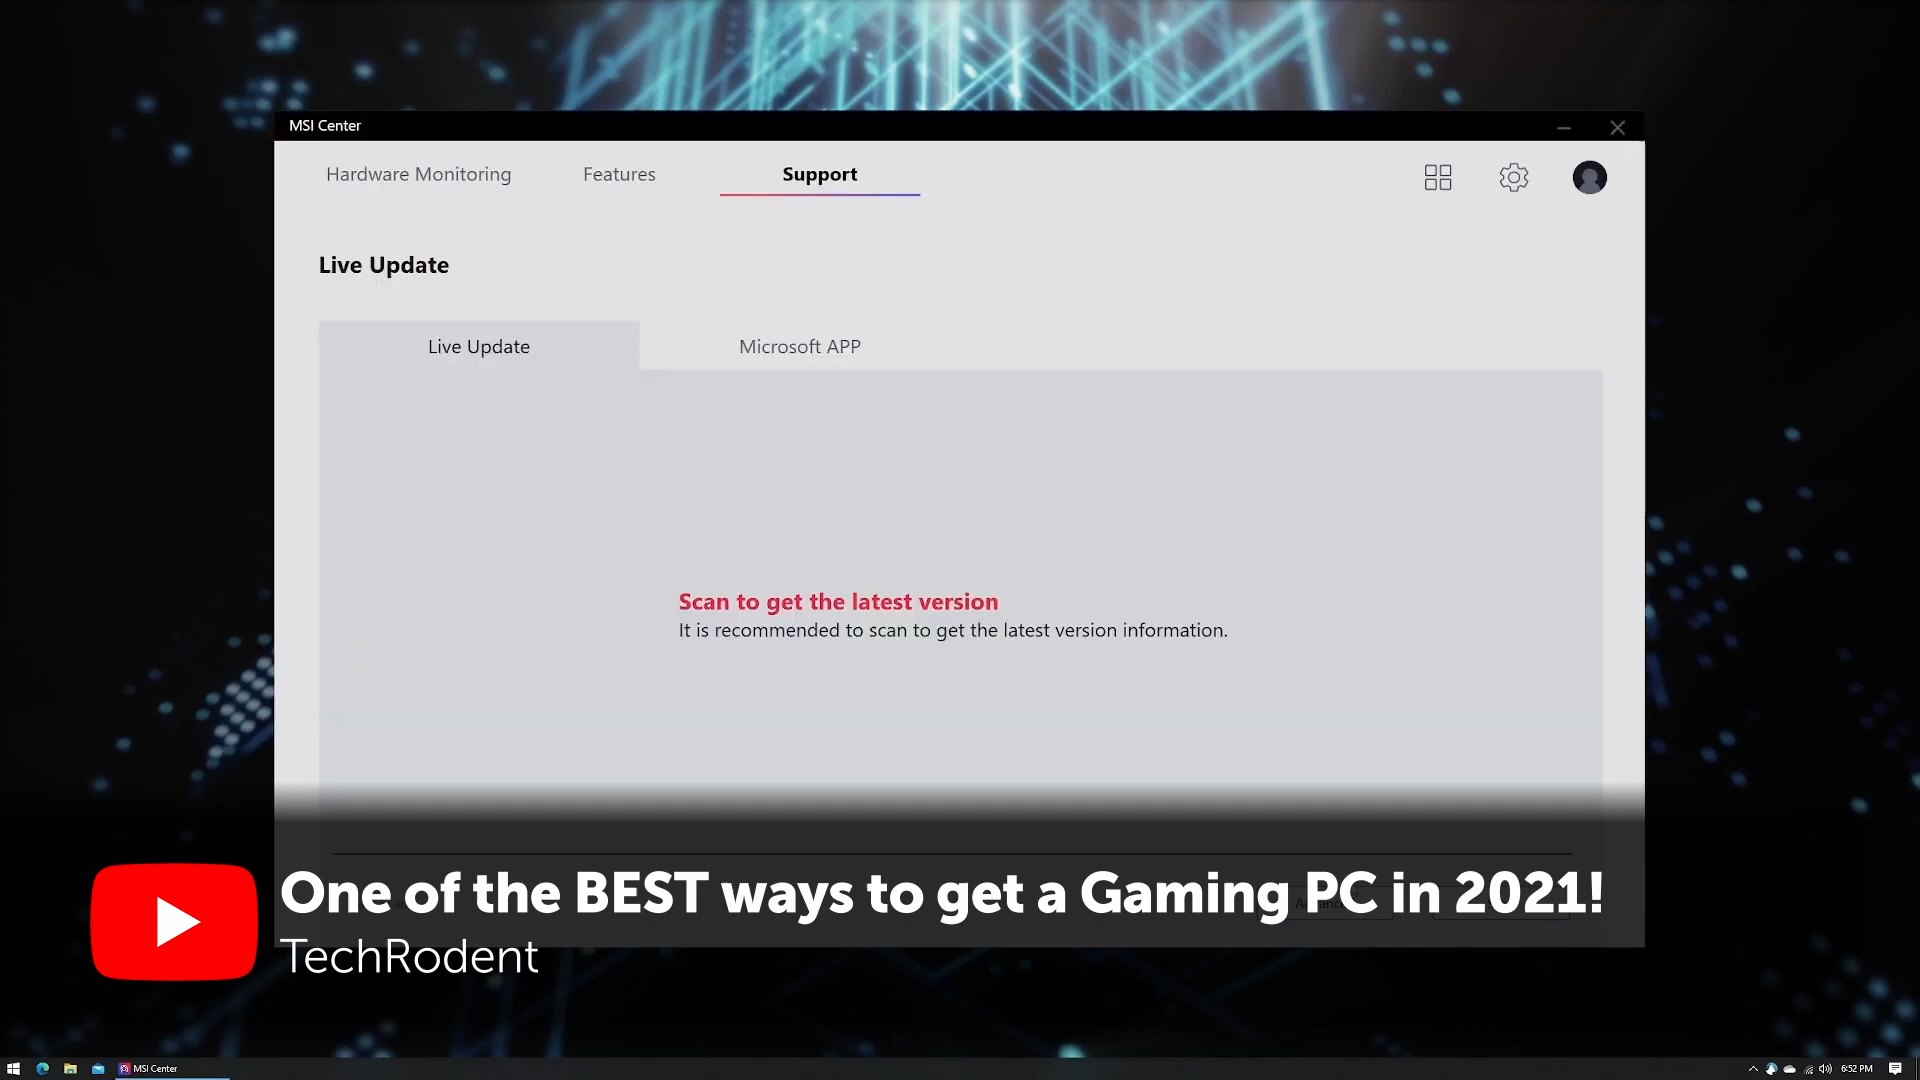 MSI Center
Hardware Monitoring
Features
Support
Live Update
Live Update
Microsoft APP
Scan to get the latest version
It is recommended to scan to get the latest version information.
One of the BEST ways to get a Gaming PC in 2021!
TechRodent
MSI Center
6:52 PM